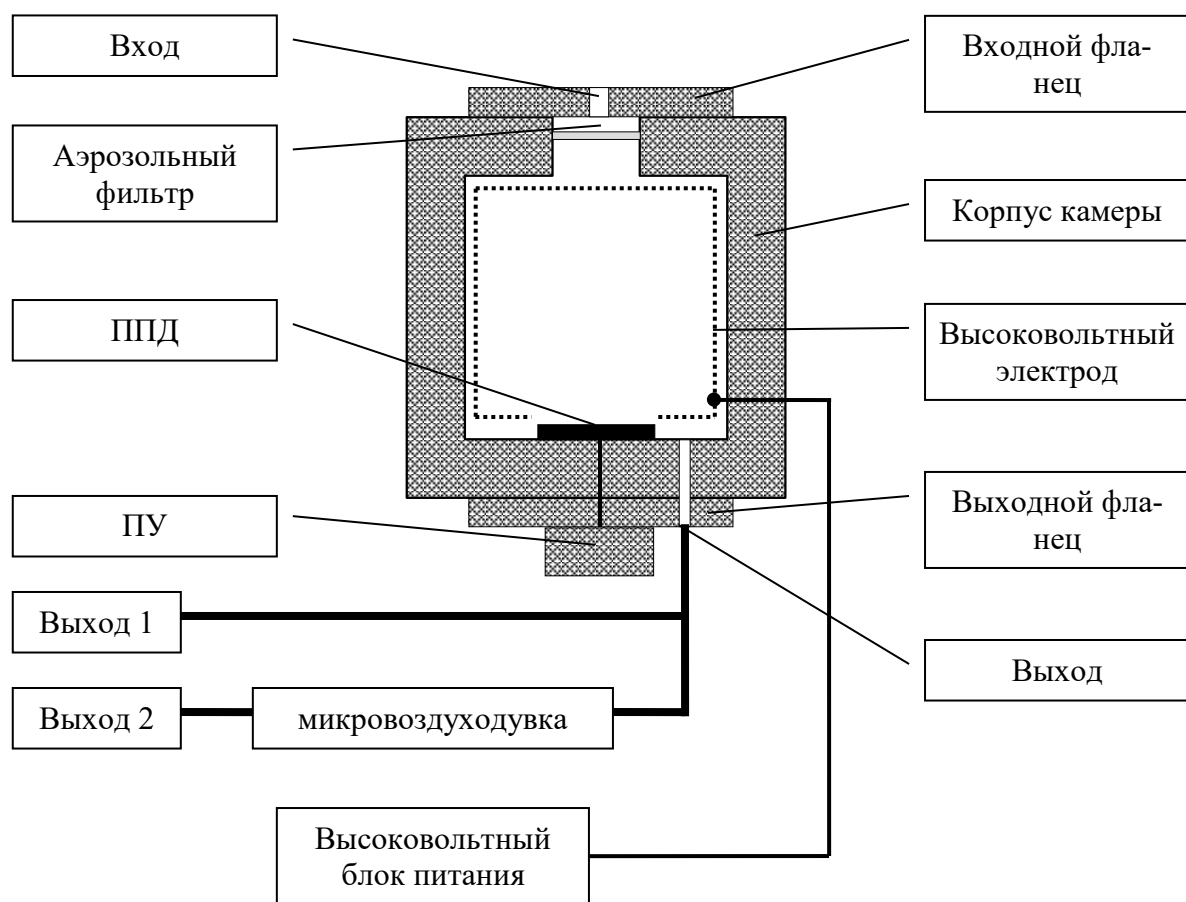 Вход
Входной фла-
нец
Аэрозольный
фильтр
Корпус камеры
ППД
Высоковольтный
электрод
ПУ
Выходной фла-
нец
Выход 1
Выход
Выход 2
микровоздуходувка
Высоковольтный
блок питания